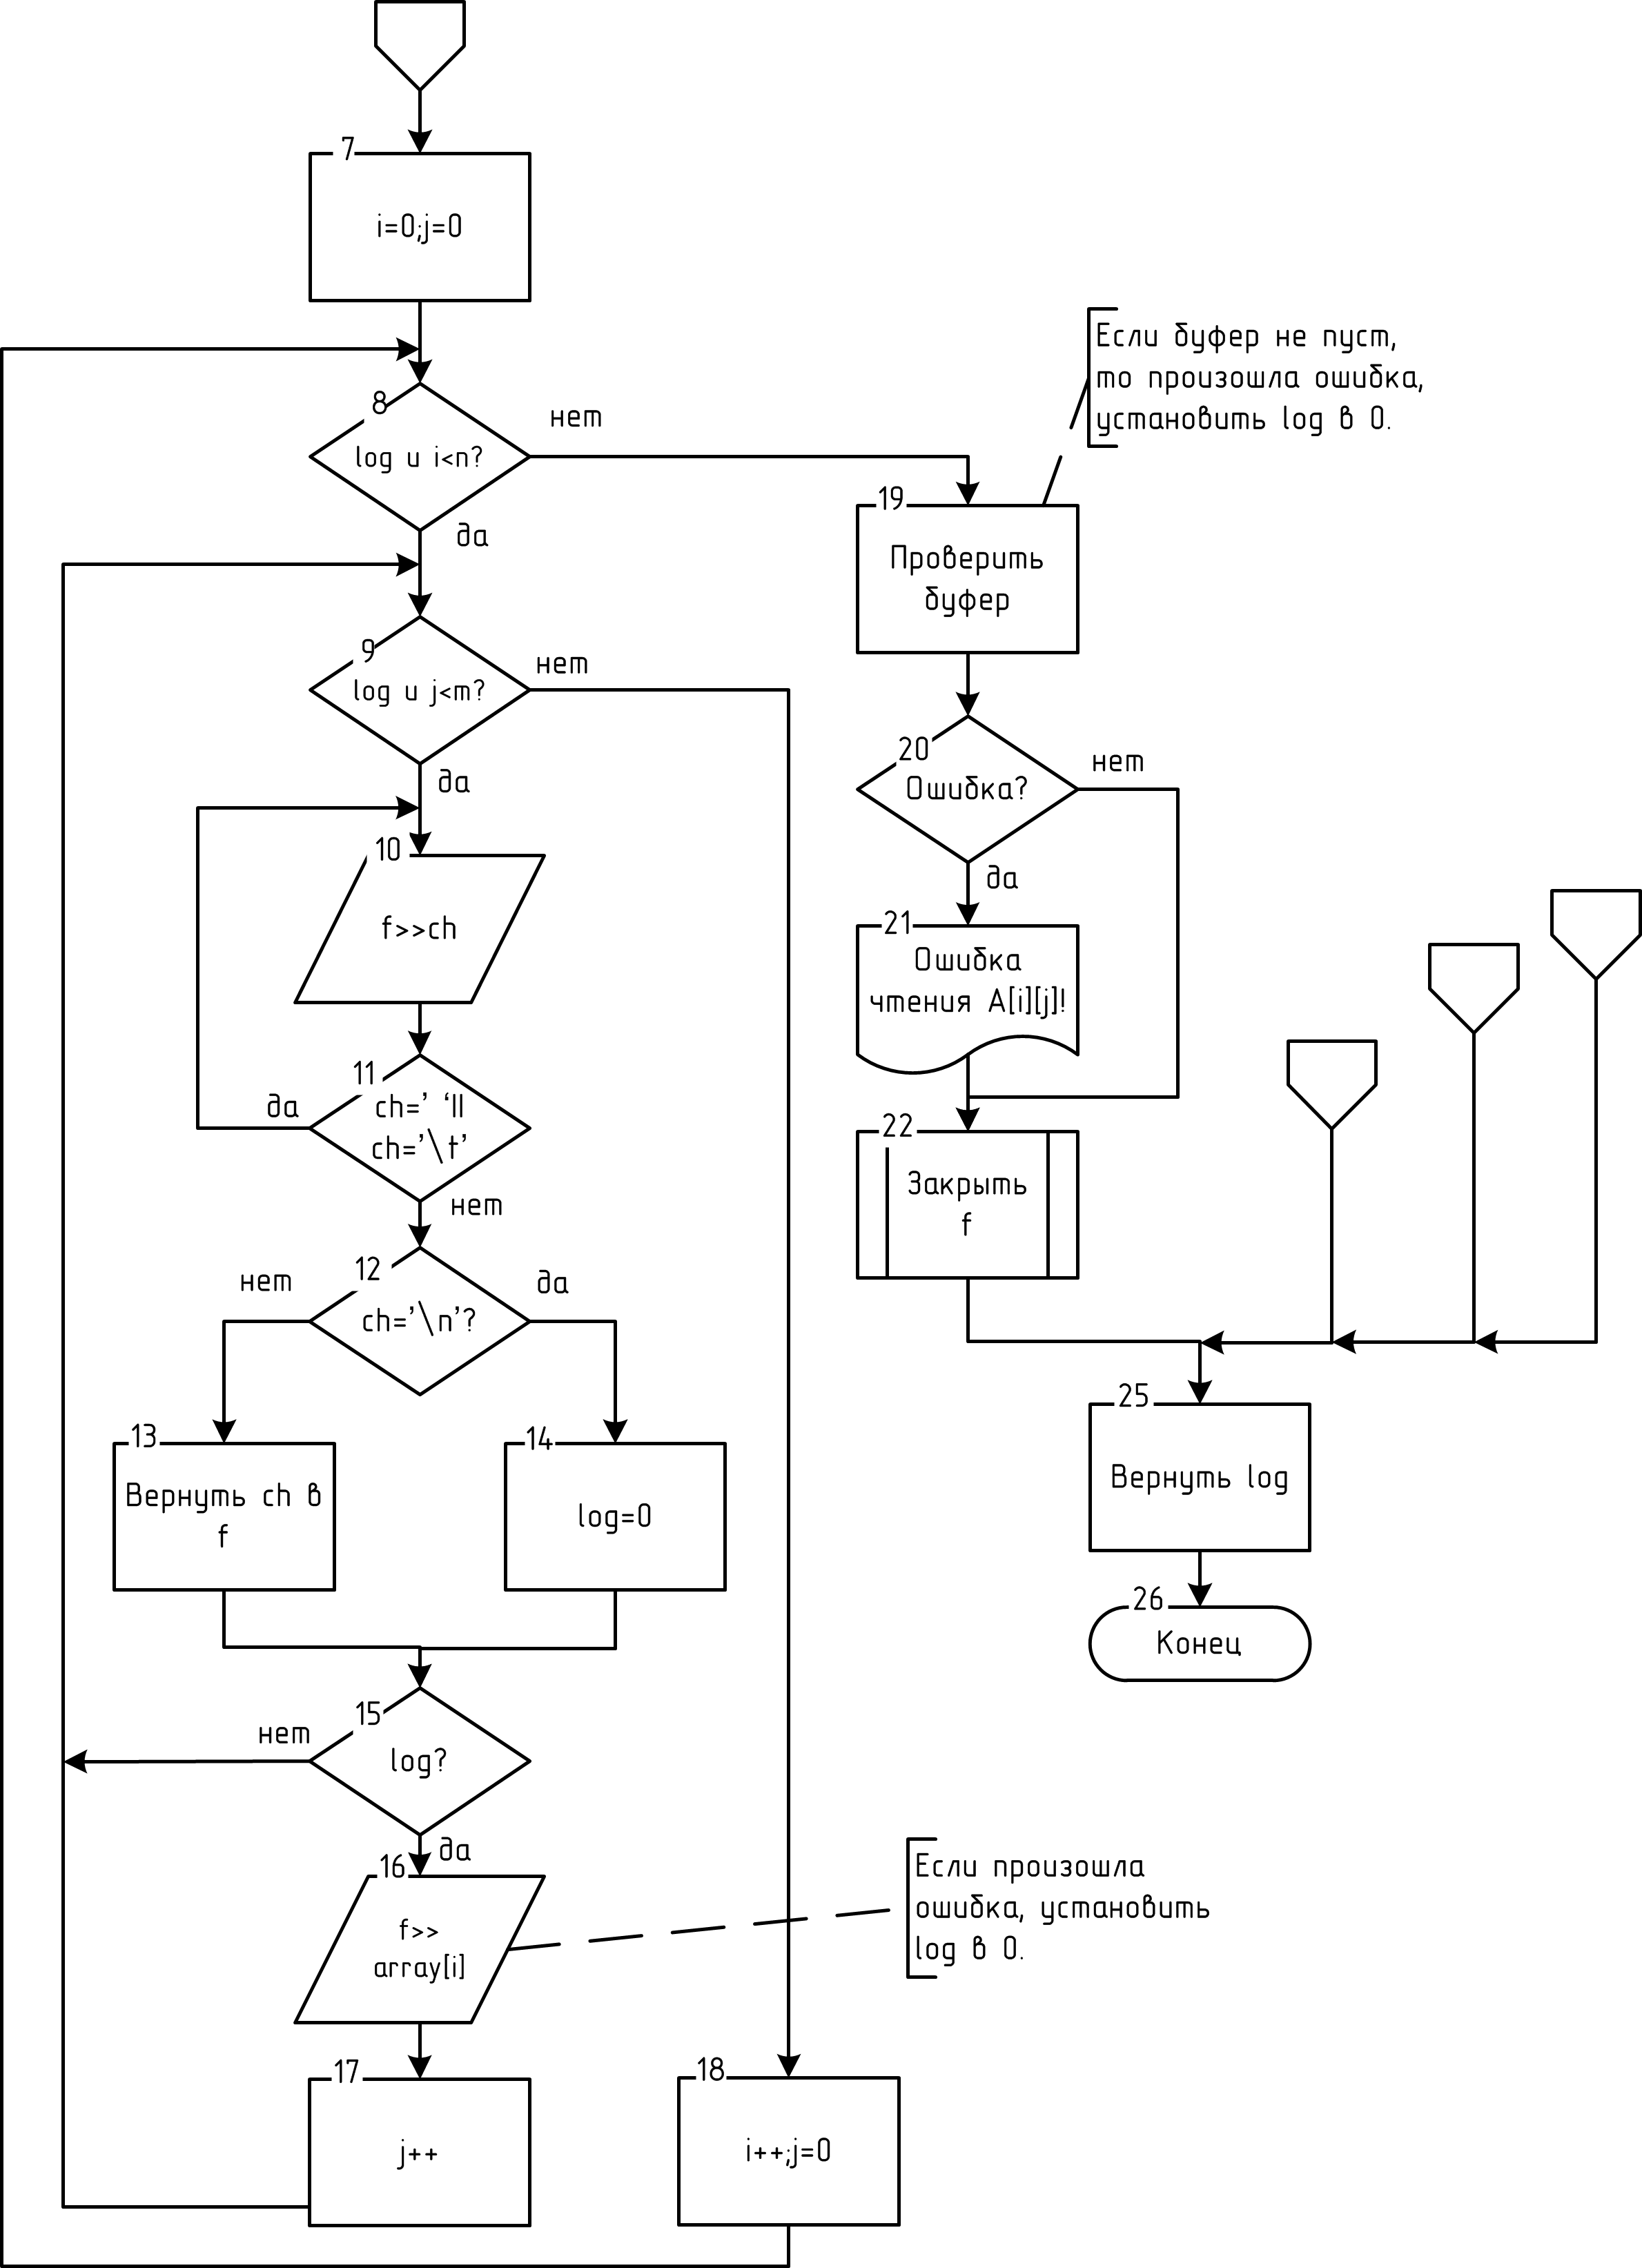 7
i=0;j=0
8
log и i<n?
нет
да
9
log и j<m?
нет
да
10
f>>ch
11
ch=’ ‘||
ch=’\t’
да
нет
12
ch=’\n’?
нет
да
13
Вернуть ch в
f
14
log=0
15
log?
нет
да
16
f>>
array[i]
Если произошла
ошибка, установить
log в 0.
17
j++
18
i++;j=0
Если буфер не пуст,
то произошла ошибка,
установить log в 0.
19
Проверить
буфер
20
Ошибка?
нет
да
21
Ошибка
чтения A[i][j]!
22
Закрыть
f
25
Вернуть log
26
Конец